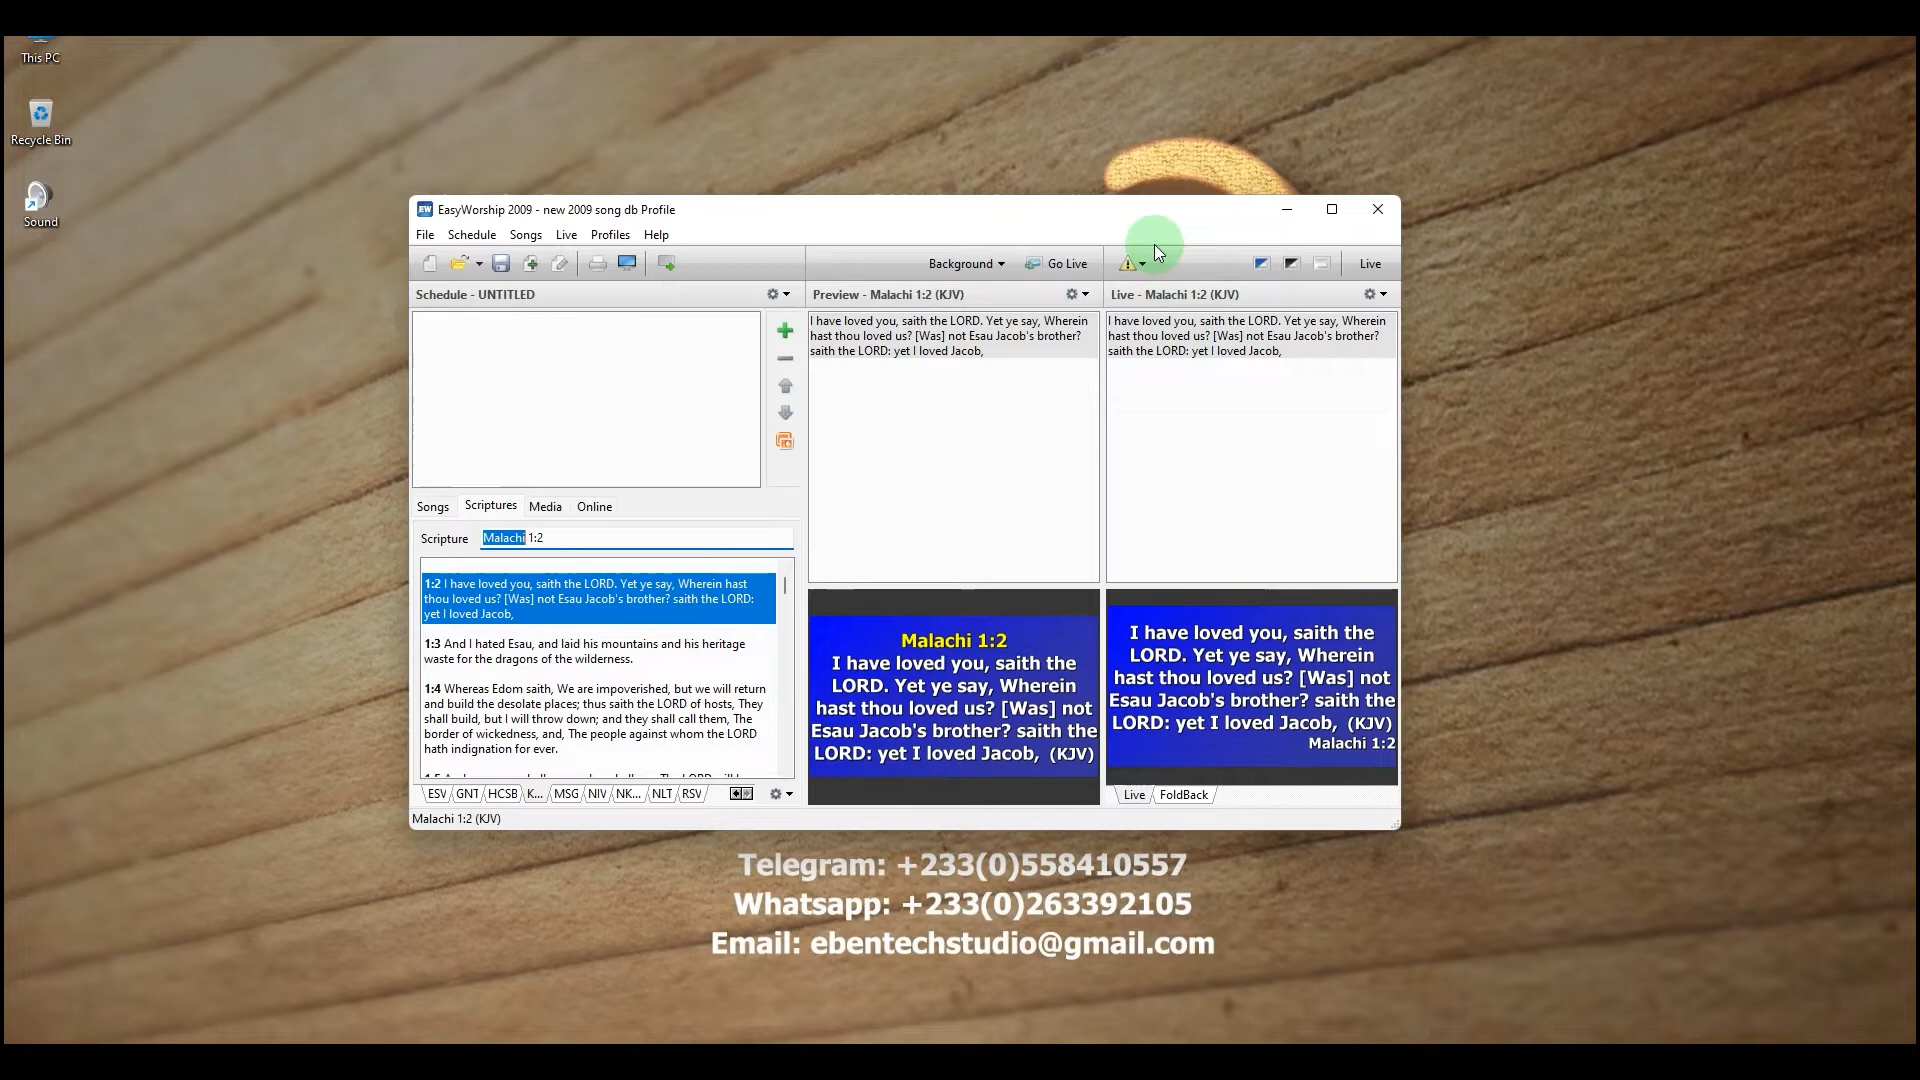 This PC
Recycle Bin
Sound
EasyWorship 2009 - new 2009 song db Profile
File Schedule Songs Live Profiles Help
Background Go Live Live
Schedule - UNTITLED
Preview - Malachi 1:2 (KJV)
Live - Malachi 1:2 (KJV)
I have loved you, saith the LORD. Yet ye say, Wherein
hast thou loved us? [Was] not Esau Jacob's brother?
saith the LORD: yet I loved Jacob,
I have loved you, saith the LORD. Yet ye say, Wherein
hast thou loved us? [Was] not Esau Jacob's brother?
saith the LORD: yet I loved Jacob,
Songs Scriptures Media Online
Scripture Malachi 1:2
1:2 I have loved you, saith the LORD. Yet ye say, Wherein hast
thou loved us? [Was] not Esau Jacob's brother? saith the LORD:
yet I loved Jacob,
1:3 And I hated Esau, and laid his mountains and his heritage
waste for the dragons of the wilderness.
1:4 Whereas Edom saith, We are impoverished, but we will return
and build the desolate places; thus saith the LORD of hosts, They
shall build, but I will throw down; and they shall call them, The
border of wickedness, and, The people against whom the LORD
hath indignation for ever.
ESV GNT HCSB K... MSG NIV NK... NLT RSV
Malachi 1:2 (KJV)
Malachi 1:2
I have loved you, saith the
LORD. Yet ye say, Wherein
hast thou loved us? [Was] not
Esau Jacob's brother? saith the
LORD: yet I loved Jacob, (KJV)
I have loved you, saith the
LORD. Yet ye say, Wherein
hast thou loved us? [Was] not
Esau Jacob's brother? saith the
LORD: yet I loved Jacob, (KJV)
Malachi 1:2
Live FoldBack
Telegram: +233(0)558410557
Whatsapp: +233(0)263392105
Email: ebentechstudio@gmail.com